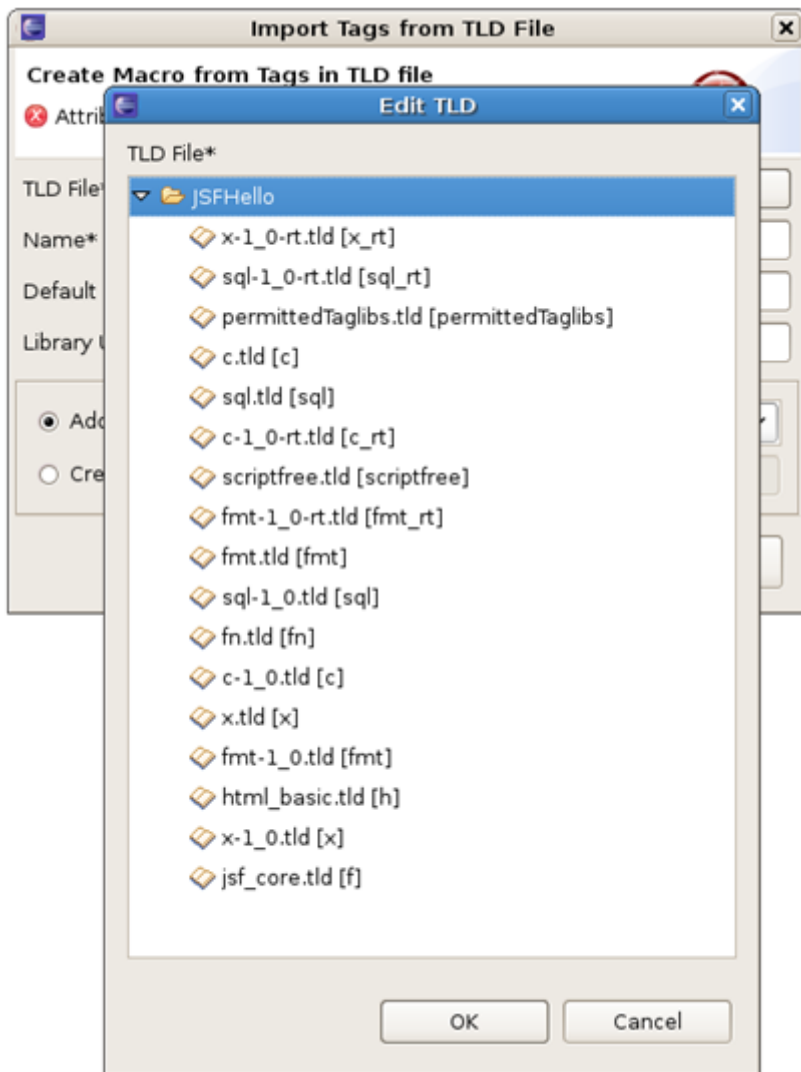 Import Tags from TLD File
Create Macro from Tags in TLD file
Edit TLD
TLD File*
TLD File*
JSFHello
x-1_0-rt.tld [x_rt]
Name*
sql-1_0-rt.tld [sql_rt]
Default
permittedTaglibs.tld [permittedTaglibs]
Library
c.tld [c]
sql.tld [sql]
c-1_0-rt.tld [c_rt]
scriptfree.tld [scriptfree]
fmt-1_0-rt.tld [fmt_rt]
fmt.tld [fmt]
sql-1_0.tld [sql]
fn.tld [fn]
c-1_0.tld [c]
x.tld [x]
fmt-1_0.tld [fmt]
html_basic.tld [h]
x-1_0.tld [x]
jsf_core.tld [f]
OK Cancel